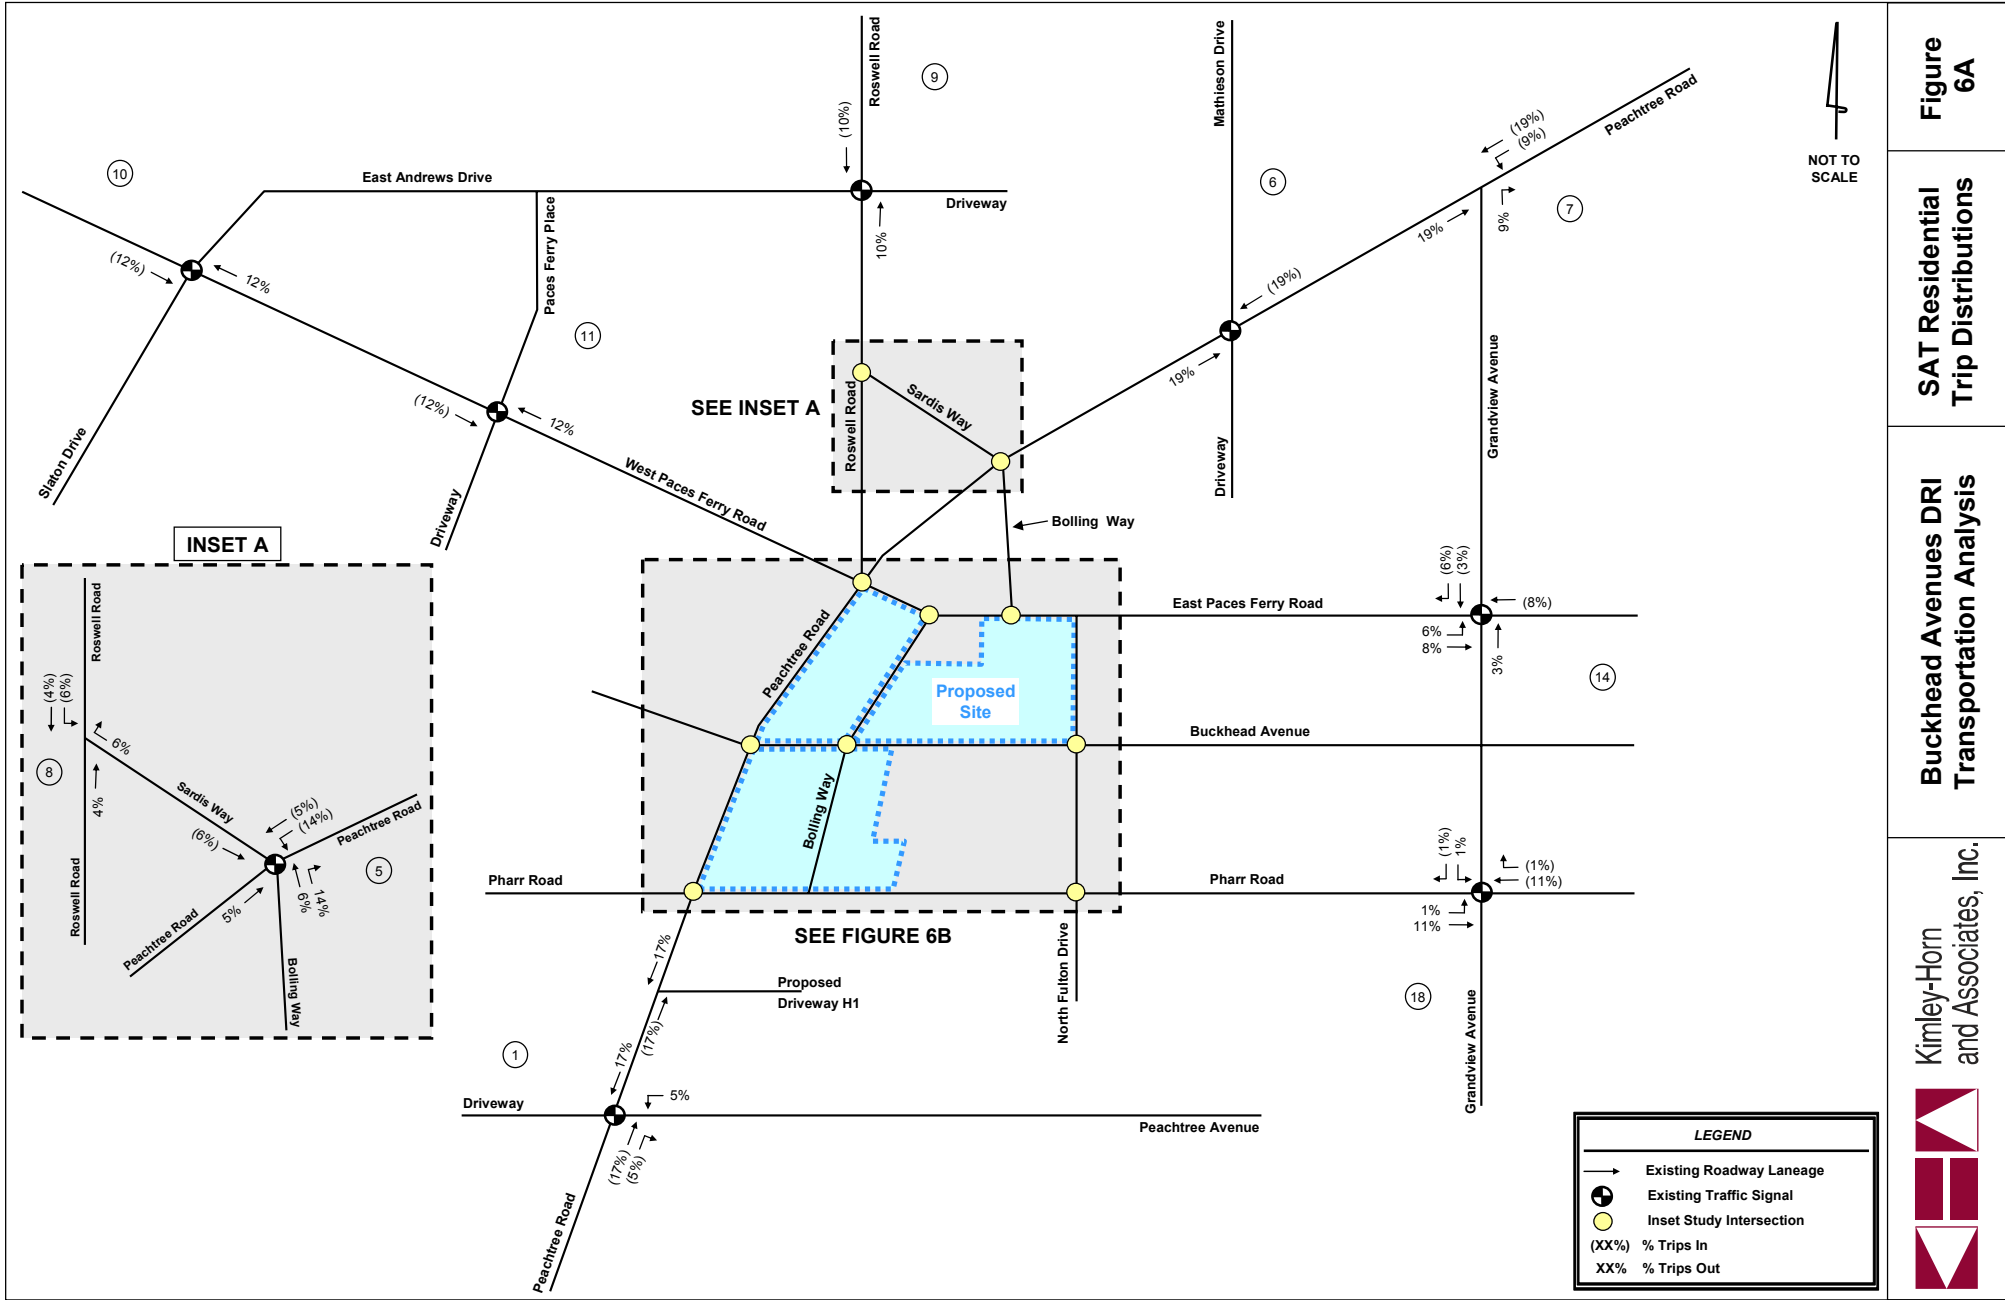 Roswell Road
9
(10%)
Mathieson Drive
Peachtree Road
(19%)
(9%)
NOT TO
SCALE
10
East Andrews Drive
Driveway
6
7
Paces Ferry Place
10%
19%
9%
(12%)
12%
(19%)
11
19%
Grandview Avenue
(12%)
12%
SEE INSET A
Roswell Road
Sardis Way
Slaton Drive
Driveway
West Paces Ferry Road
Driveway
Bolling Way
INSET A
Roswell Road
(4%)
(6%)
6%
8
4%
Sardis Way
(6%)
(5%)
(14%)
Peachtree Road
5
14%
6%
5%
Roswell Road
Peachtree Road
Bolling Way
Peachtree Road
East Paces Ferry Road
(6%)
(3%)
(8%)
6%
8%
3%
14
Proposed
Site
Buckhead Avenue
Bolling Way
(1%)
1%
(1%)
(11%)
Pharr Road
Pharr Road
1%
11%
SEE FIGURE 6B
17%
Proposed
Driveway H1
North Fulton Drive
18
Grandview Avenue
(17%)
17%
1
Driveway
5%
Peachtree Avenue
(17%)
(5%)
Peachtree Road
LEGEND
Existing Roadway Laneage
Existing Traffic Signal
Inset Study Intersection
(XX%) % Trips In
XX% % Trips Out
Figure
6A
SAT Residential
Trip Distributions
Buckhead Avenues DRI
Transportation Analysis
Kimley-Horn
and Associates, Inc.